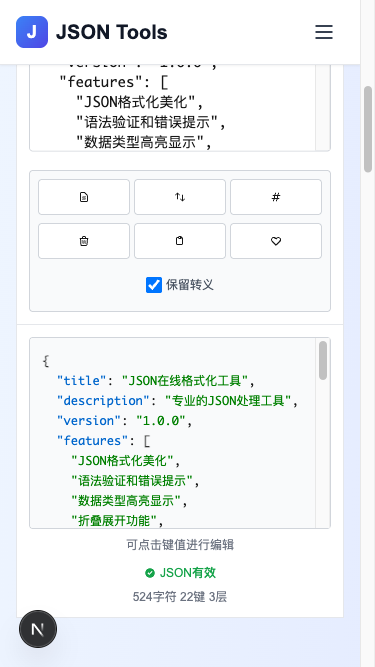 J JSON Tools
"version": "1.0.0",
"features": [
"JSON格式化美化",
"语法验证和错误提示",
"数据类型高亮显示",
#
保留转义
{
"title": "JSON在线格式化工具",
"description": "专业的JSON处理工具",
"version": "1.0.0",
"features": [
"JSON格式化美化",
"语法验证和错误提示",
"数据类型高亮显示",
"折叠展开功能",
可点击键值进行编辑
JSON有效
524字符 22键 3层
N